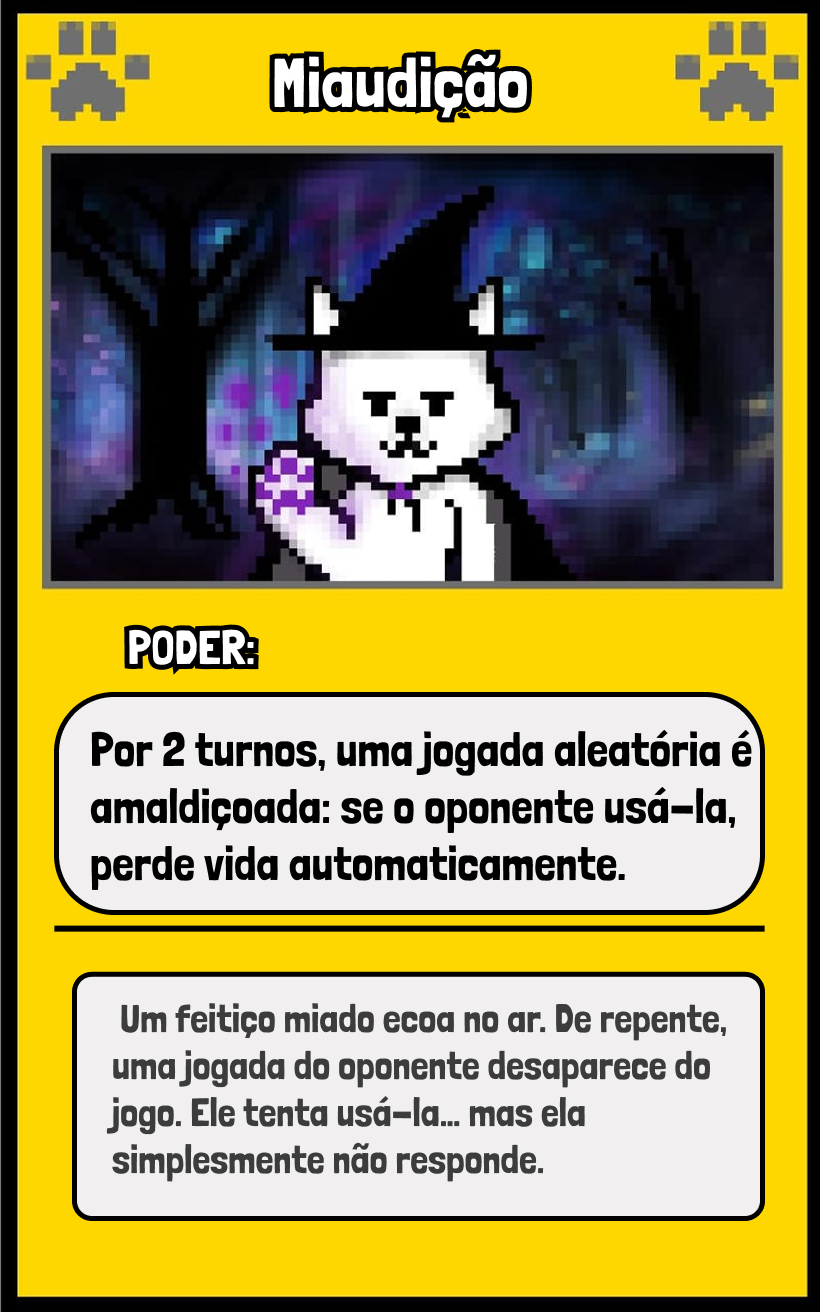 Miaudição
PODER:
Por 2 turnos, uma jogada aleatória é
amaldiçoada: se o oponente usá-la,
perde vida automaticamente.
Um feitiço miado ecoa no ar. De repente,
uma jogada do oponente desaparece do
jogo. Ele tenta usá-la... mas ela
simplesmente não responde.